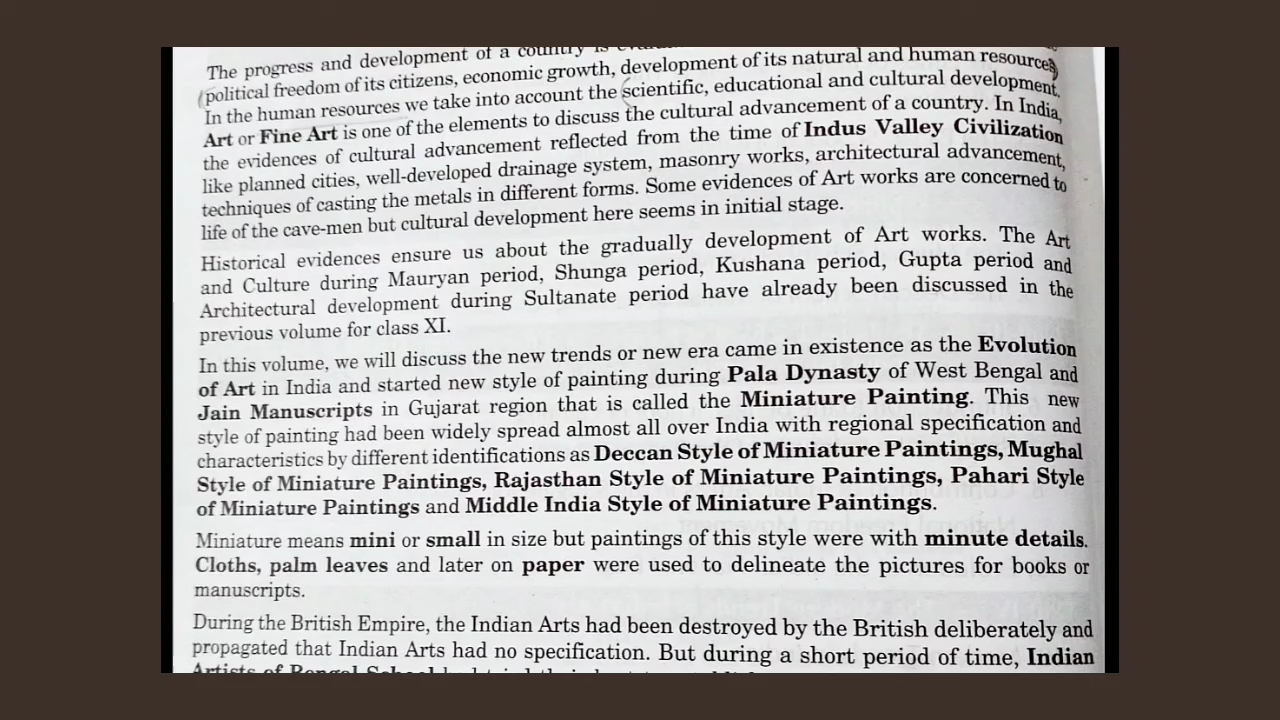 The progress and development of a country is
political freedom of its citizens, economic growth, development of its natural and human resources
In the human resources we take into account the scientific, educational and cultural development.
Art or Fine Art is one of the elements to discuss the cultural advancement of a country. In India,
the evidences of cultural advancement reflected from the time of Indus Valley Civilization
like planned cities, well-developed drainage system, masonry works, architectural advancement,
techniques of casting the metals in different forms. Some evidences of Art works are concerned to
life of the cave-men but cultural development here seems in initial stage.
Historical evidences ensure us about the gradually development of Art works. The Art
and Culture during Mauryan period, Shunga period, Kushana period, Gupta period and
Architectural development during Sultanate period have already been discussed in the
previous volume for class XI.
In this volume, we will discuss the new trends or new era came in existence as the Evolution
of Art in India and started new style of painting during Pala Dynasty of West Bengal and
Jain Manuscripts in Gujarat region that is called the Miniature Painting. This new
style of painting had been widely spread almost all over India with regional specification and
characteristics by different identifications as Deccan Style of Miniature Paintings, Mughal
Style of Miniature Paintings, Rajasthan Style of Miniature Paintings, Pahari Style
of Miniature Paintings and Middle India Style of Miniature Paintings.
Miniature means mini or small in size but paintings of this style were with minute details.
Cloths, palm leaves and later on paper were used to delineate the pictures for books or
manuscripts.
During the British Empire, the Indian Arts had been destroyed by the British deliberately and
propagated that Indian Arts had no specification. But during a short period of time, Indian
Artists of Bengal School